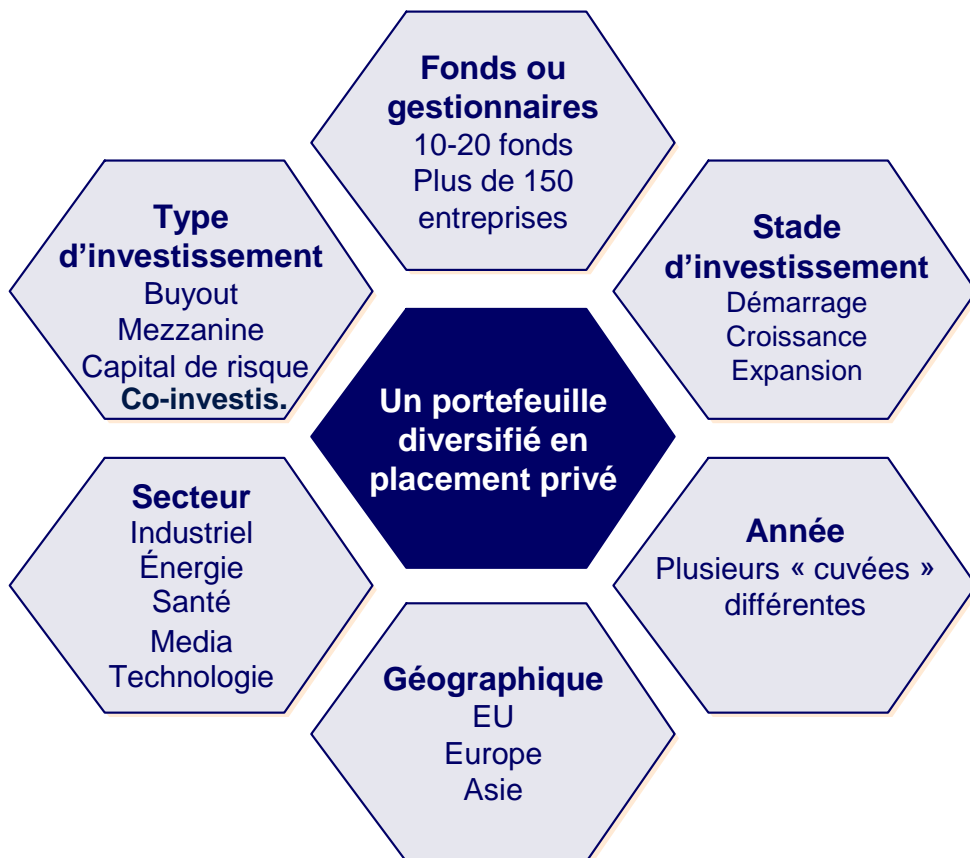 Fonds ou
gestionnaires
10-20 fonds
Plus de 150
entreprises
Type
d’investissement
Buyout
Mezzanine
Capital de risque
Co-investis.
Stade
d’investissement
Démarrage
Croissance
Expansion
Un portefeuille
diversifié en
placement privé
Secteur
Industriel
Énergie
Santé
Media
Technologie
Année
Plusieurs « cuvées »
différentes
Géographique
EU
Europe
Asie